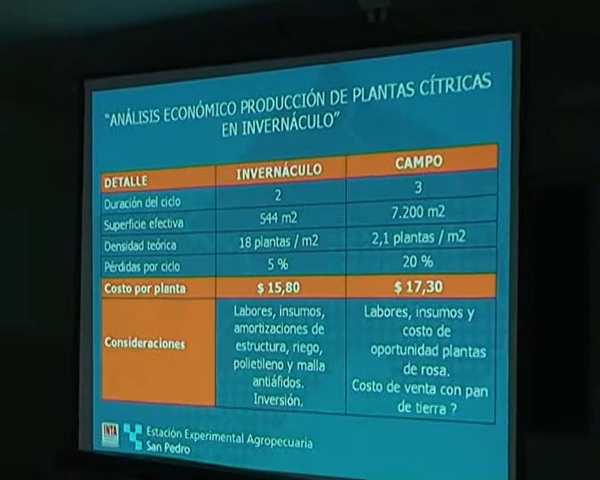 "ANÁLISIS ECONÓMICO PRODUCCIÓN DE PLANTAS CÍTRICAS
EN INVERNÁCULO"
DETALLE INVERNÁCULO CAMPO
Duración del ciclo 2 3
Superficie efectiva 544 m2 7.200 m2
Densidad teórica 18 plantas / m2 2,1 plantas / m2
Pérdidas por ciclo 5 % 20 %
Costo por planta $ 15,80 $ 17,30
Consideraciones
Labores, insumos,
amortizaciones de
estructura, riego,
polietileno y malla
antiáfidos.
Inversión.
Labores, insumos y
costo de
oportunidad plantas
de rosa.
Costo de venta con pan
de tierra ?
INTA
Estación Experimental Agropecuaria
San Pedro